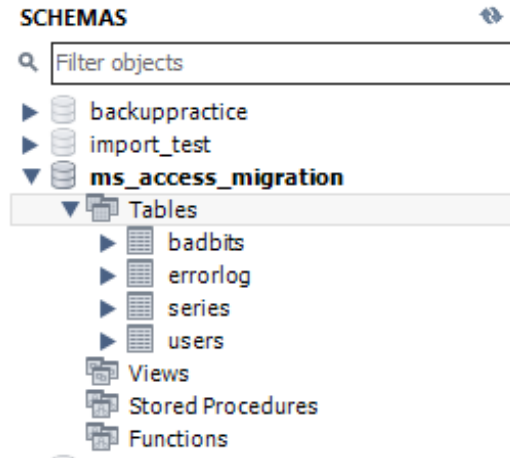 SCHEMAS
Filter objects
backuppractice
import_test
ms_access_migration
Tables
badbits
errorlog
series
users
Views
Stored Procedures
Functions